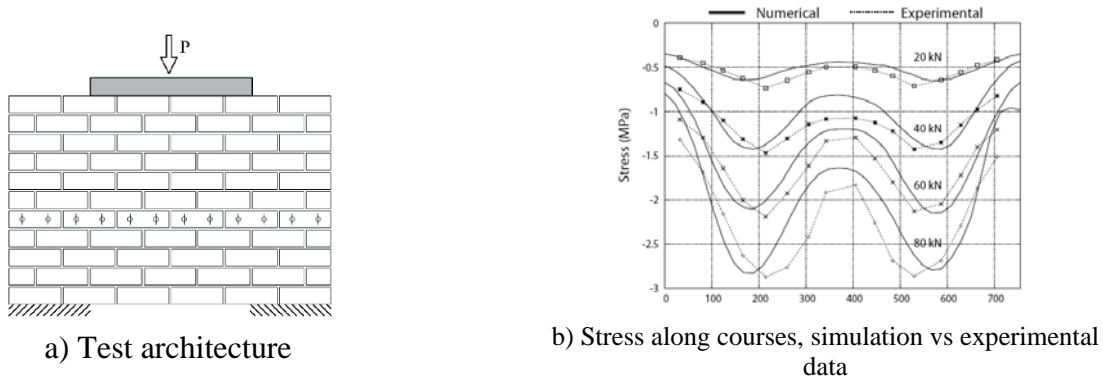 P
a) Test architecture
Numerical Experimental
0
-0.5
-1
-1.5
-2
-2.5
-3
Stress (MPa)
20 kN
40 kN
60 kN
80 kN
0 100 200 300 400 500 600 700
b) Stress along courses, simulation vs experimental
data